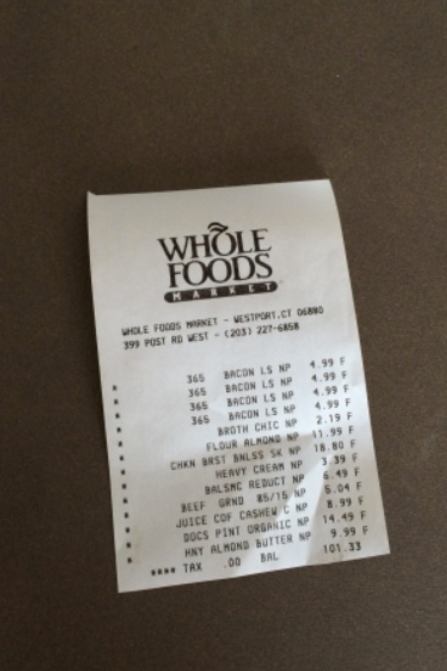 WHOLE
FOODS
MARKET
WHOLE FOODS MARKET - WESTPORT,CT 06880
399 POST RD WEST - (203) 227-6858
365 BACON LS NP 4.99 F
365 BACON LS NP 4.99 F
365 BACON LS NP 4.99 F
365 BACON LS NP 4.99 F
BROTH CHIC NP 2.19 F
FLOUR ALMOND NP 11.99 F
CHKN BRST BNLSS SK NP 18.80 F
HEAVY CREAM NP 3.39 F
BALSMC REDUCT NP 6.49 F
BEEF GRND 85/15 NP 5.04 F
JUICE COF CASHEW C NP 8.99 F
DOCS PINT ORGANIC NP 14.49 F
HNY ALMOND BUTTER NP 9.99 F
**** TAX .00 BAL 101.33